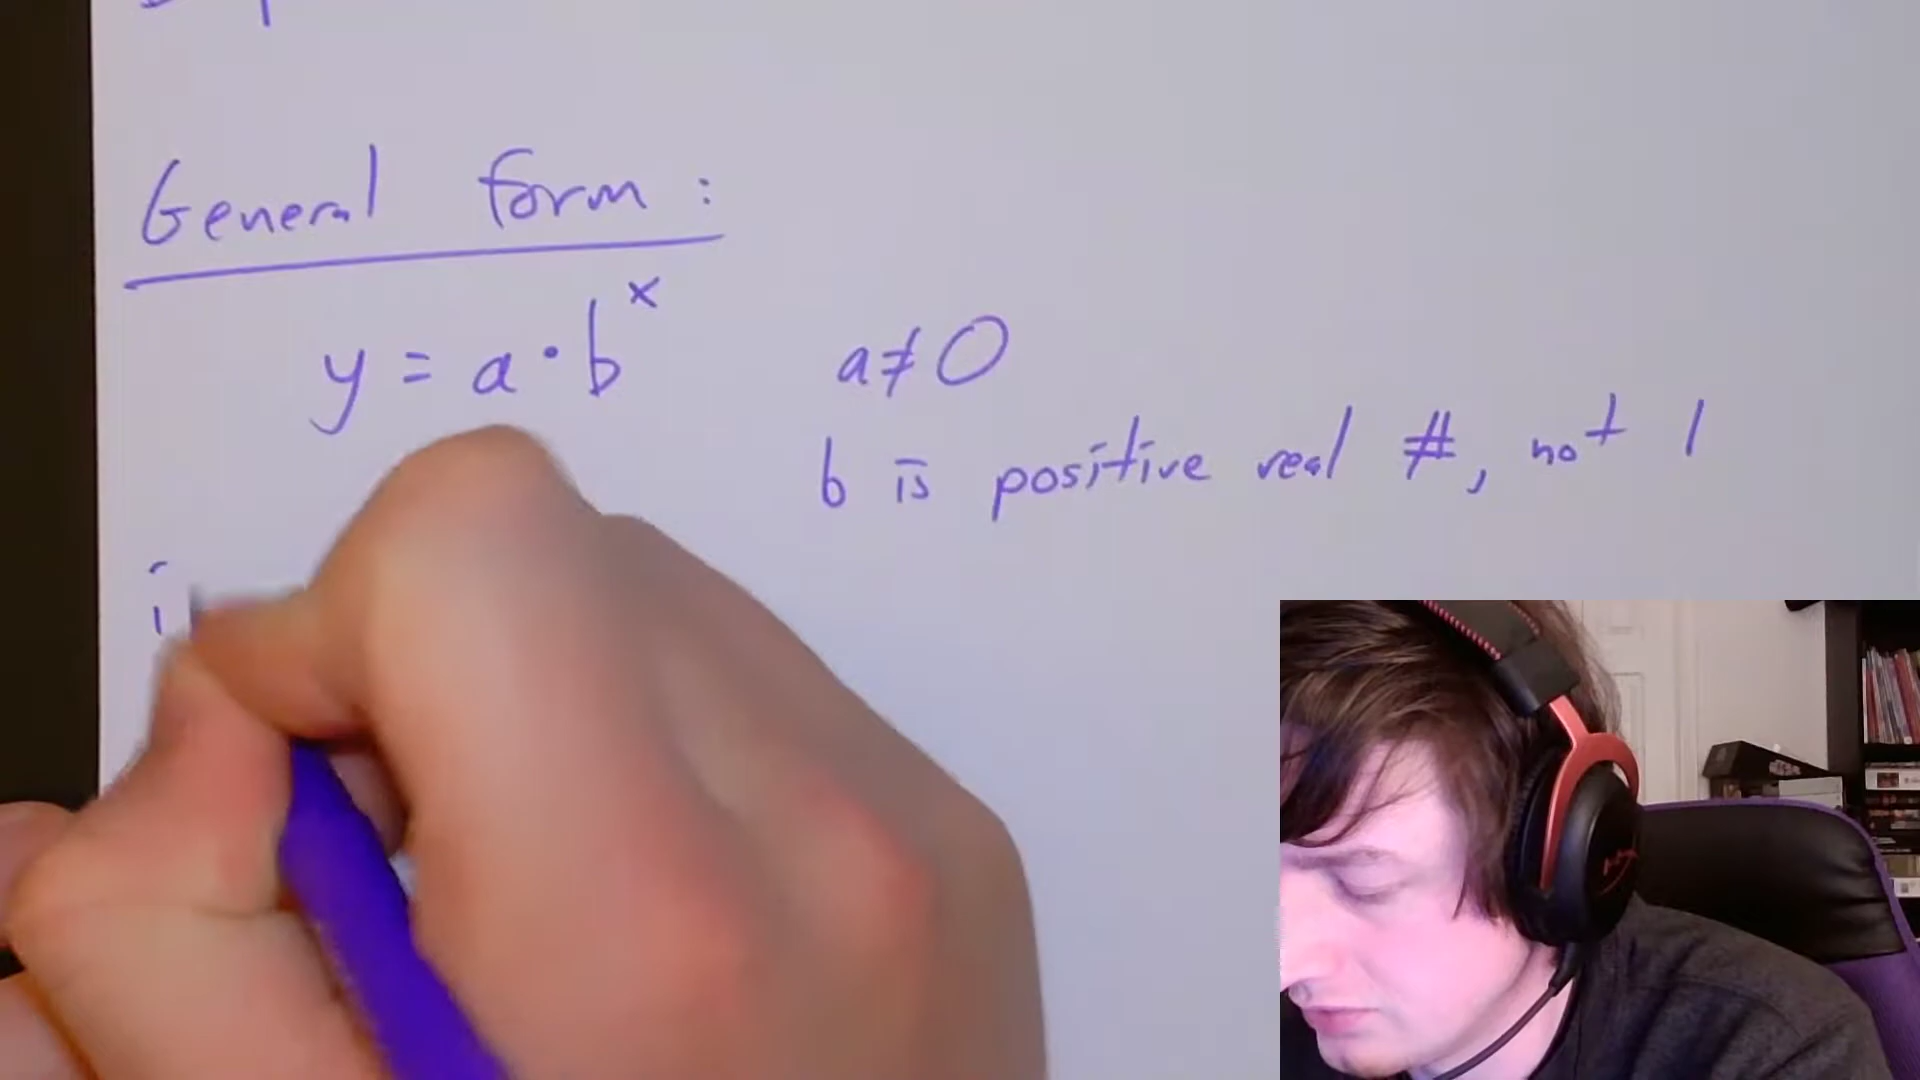 General form:
y = a · b^x
a ≠ 0
b is positive real #, not 1
i